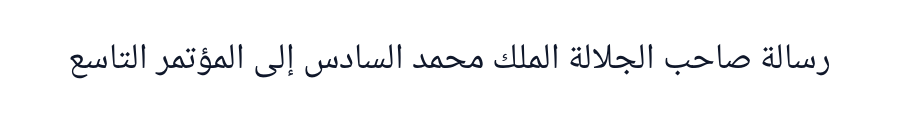 رسالة صاحب الجلالة الملك محمد السادس إلى المؤتمر التاسع